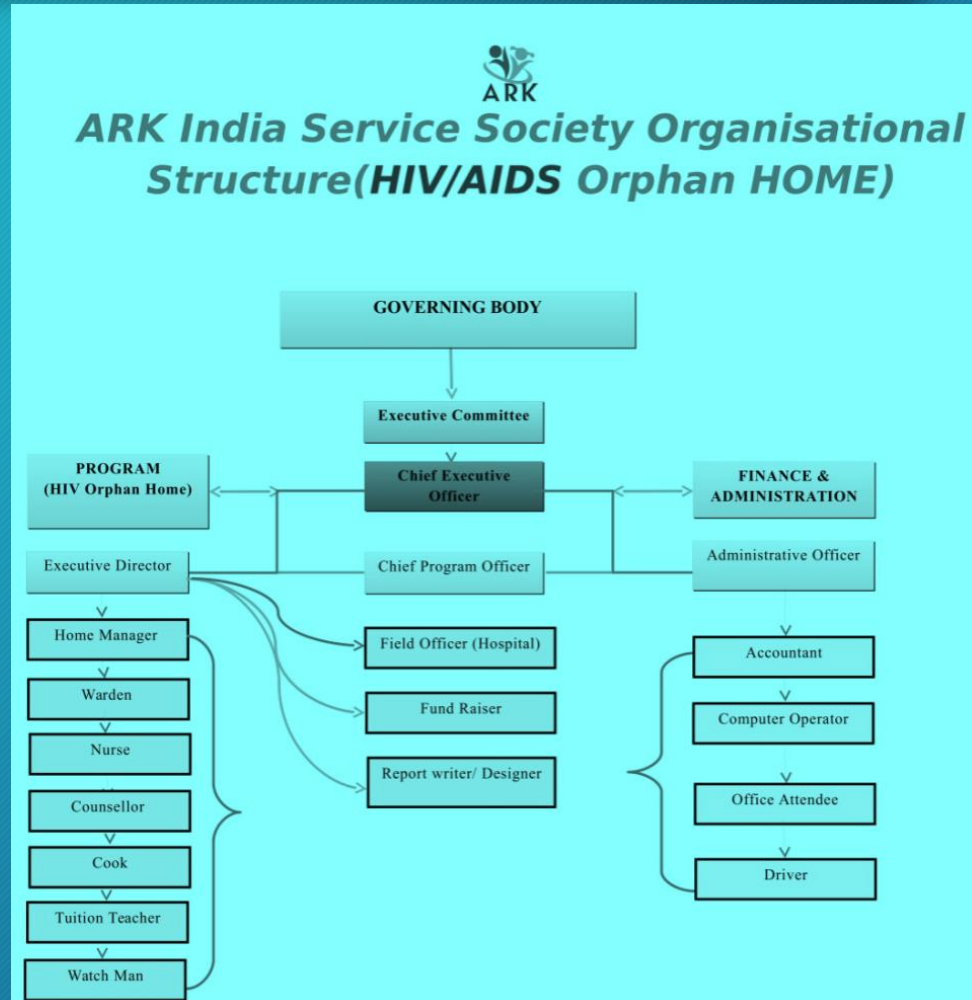 ARK
ARK India Service Society Organisational
Structure(HIV/AIDS Orphan HOME)
GOVERNING BODY
Executive Committee
PROGRAM
(HIV Orphan Home)
Chief Executive
Officer
FINANCE &
ADMINISTRATION
Executive Director
Chief Program Officer
Administrative Officer
Home Manager
Warden
Nurse
Counsellor
Cook
Tuition Teacher
Watch Man
Field Officer (Hospital)
Fund Raiser
Report writer/ Designer
Accountant
Computer Operator
Office Attendee
Driver